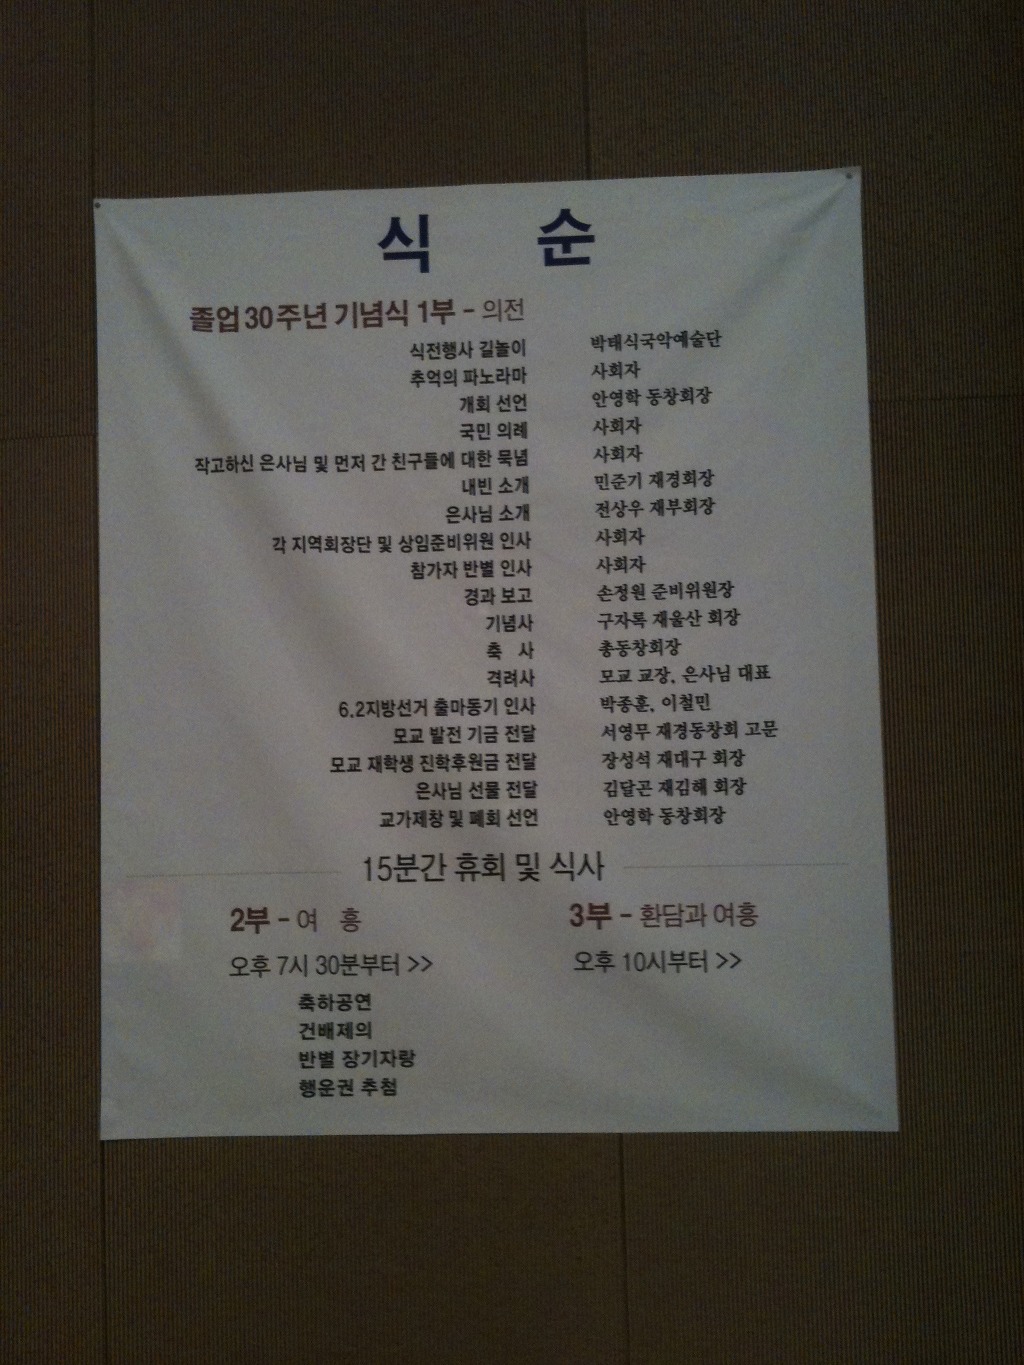 식 순
졸업 30주년 기념식 1부 - 의전
식전행사 길놀이 박태식국악예술단
추억의 파노라마 사회자
개회 선언 안영학 동창회장
국민 의례 사회자
작고하신 은사님 및 먼저 간 친구들에 대한 묵념 사회자
내빈 소개 민준기 재경회장
은사님 소개 전상우 재부회장
각 지역회장단 및 상임준비위원 인사 사회자
참가자 반별 인사 사회자
경과 보고 손정원 준비위원장
기념사 구자록 재울산 회장
축 사 총동창회장
격려사 모교 교장, 은사님 대표
6.2지방선거 출마동기 인사 박종훈, 이철민
모교 발전 기금 전달 서영무 재경동창회 고문
모교 재학생 진학후원금 전달 장성석 재대구 회장
은사님 선물 전달 김달곤 재김해 회장
교가제창 및 폐회 선언 안영학 동창회장
15분간 휴회 및 식사
2부 - 여 흥
오후 7시 30분부터 >>
축하공연
건배제의
반별 장기자랑
행운권 추첨
3부 - 환담과 여흥
오후 10시부터 >>